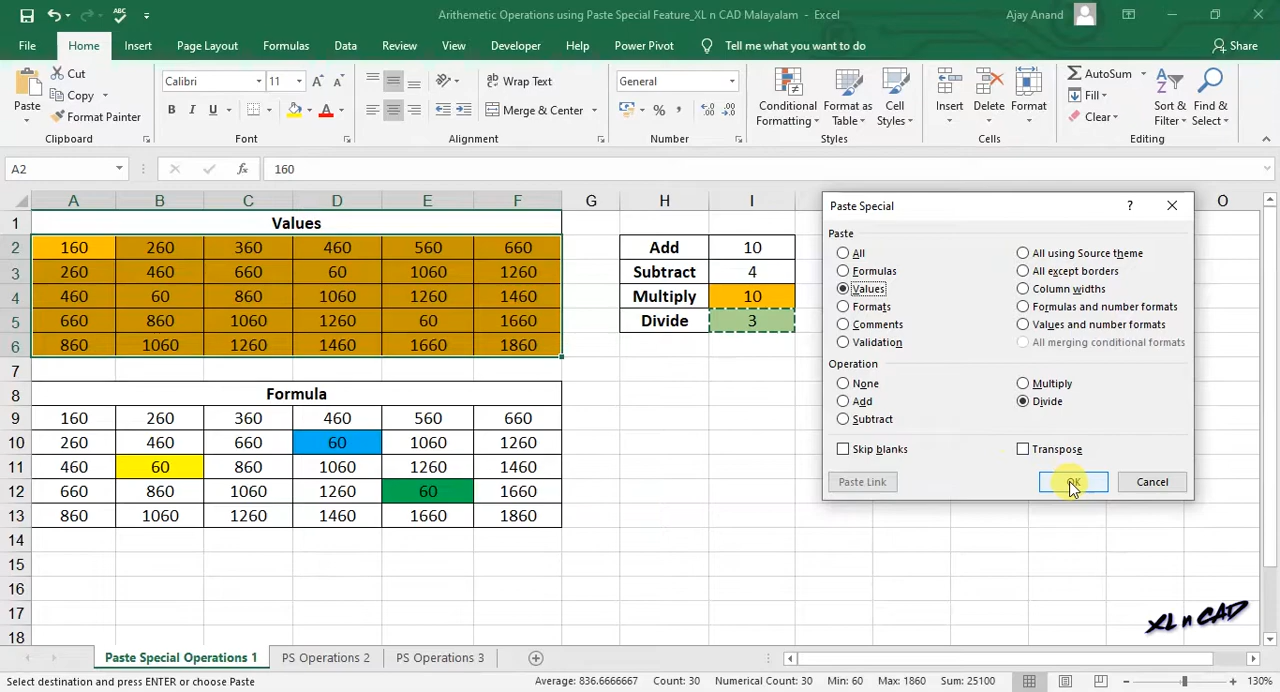 Arithemetic Operations using Paste Special Feature_XL n CAD Malayalam - Excel
Ajay Anand
File Home Insert Page Layout Formulas Data Review View Developer Help Power Pivot Tell me what you want to do Share
Paste
Cut
Copy
Format Painter
Clipboard
Calibri 11
B I U
Font
Wrap Text
Merge & Center
Alignment
General
Number
Conditional Formatting
Format as Table
Cell Styles
Styles
Insert Delete Format
Cells
AutoSum
Fill
Clear
Sort & Filter
Find & Select
Editing
A2 fx 160
A B C D E F G H I O
1 Values
2 160 260 360 460 560 660 Add 10
3 260 460 660 60 1060 1260 Subtract 4
4 460 60 860 1060 1260 1460 Multiply 10
5 660 860 1060 1260 60 1660 Divide 3
6 860 1060 1260 1460 1660 1860
7
8 Formula
9 160 260 360 460 560 660
10 260 460 660 60 1060 1260
11 460 60 860 1060 1260 1460
12 660 860 1060 1260 60 1660
13 860 1060 1260 1460 1660 1860
14
15
16
17
18
Paste Special ?
Paste
All All using Source theme
Formulas All except borders
Values Column widths
Formats Formulas and number formats
Comments Values and number formats
Validation All merging conditional formats
Operation
None Multiply
Add Divide
Subtract
Skip blanks Transpose
Paste Link OK Cancel
XL n CAD
Paste Special Operations 1 PS Operations 2 PS Operations 3
Select destination and press ENTER or choose Paste Average: 836.6666667 Count: 30 Numerical Count: 30 Min: 60 Max: 1860 Sum: 25100 130%